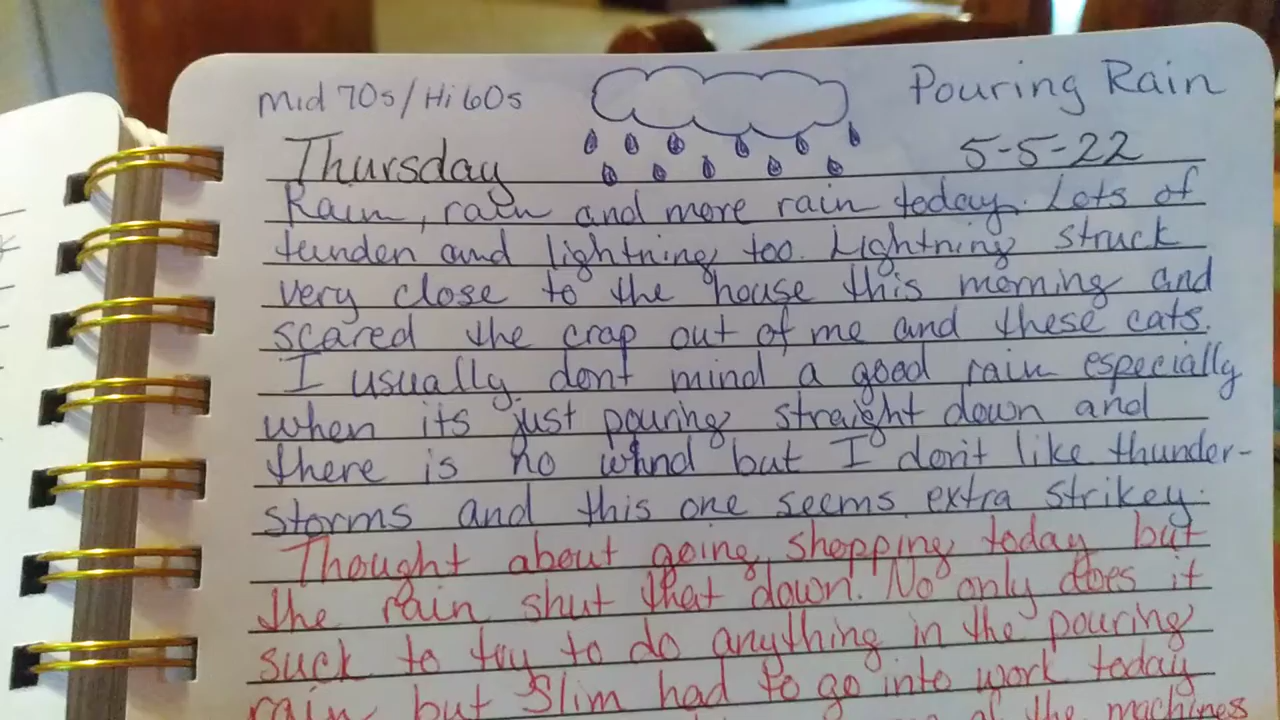 Mid 70s/Hi 60s
Pouring Rain
Thursday
5-5-22
Rain, rain and more rain today. Lots of
tunden and lightning too. Lightning struck
very close to the house this morning and
scared the crap out of me and these cats.
I usually dont mind a good rain especially
when its just pouring straight down and
there is no wind but I don't like thunder-
storms and this one seems extra strikey.
Thought about going shopping today but
the rain shut that down. No only does it
suck to try to do anything in the pouring
rain but Slim had to go into work today
of the machines